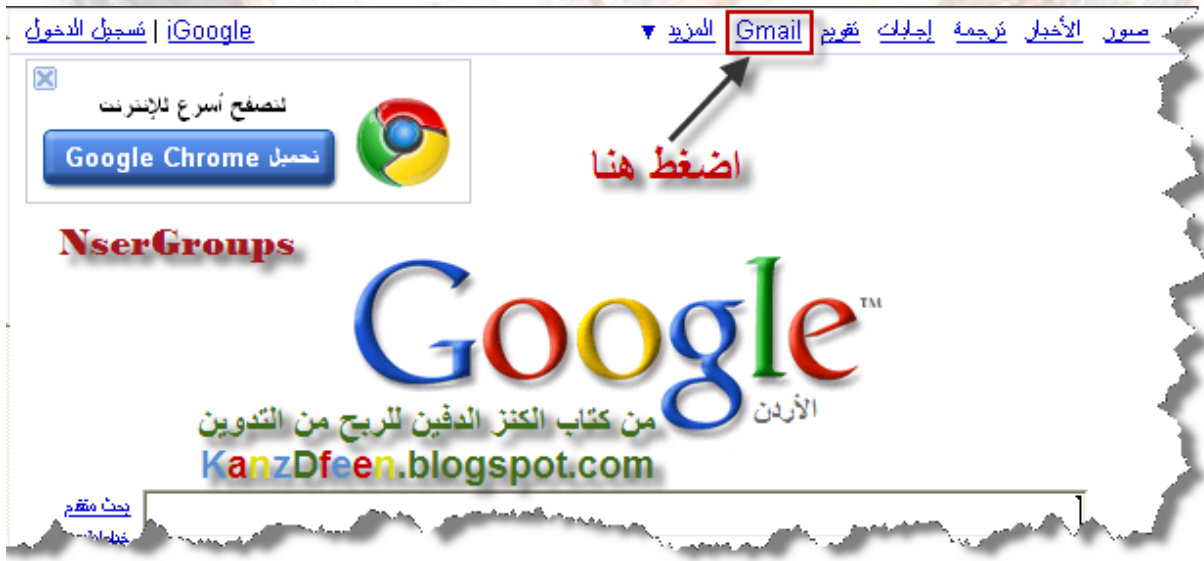 صور الأخبار ترجمة إجابات تقويم Gmail المزيد ▼
iGoogle | تسجيل الدخول
لتصفح أسرع للإنترنت
تحميل Google Chrome
اضغط هنا
NserGroups
Google™
الأردن
من كتاب الكنز الدفين للربح من التدوين
KanzDfeen.blogspot.com
بحث متقدم